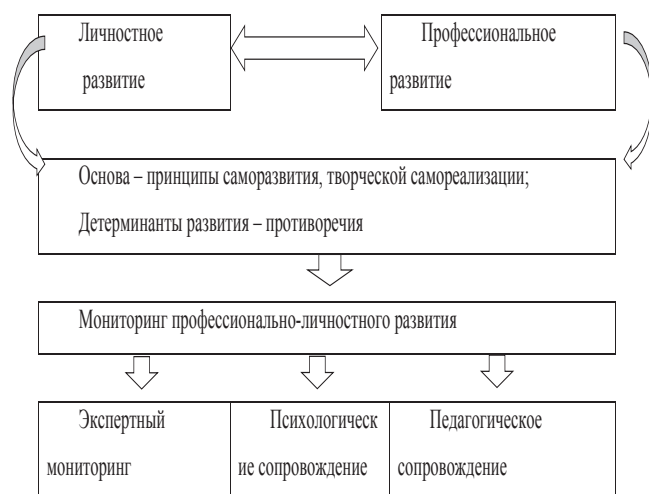 Личностное
развитие
Профессиональное
развитие
Основа – принципы саморазвития, творческой самореализации;
Детерминанты развития – противоречия
Мониторинг профессионально-личностного развития
Экспертный
мониторинг
Психологическ
ие сопровождение
Педагогическое
сопровождение